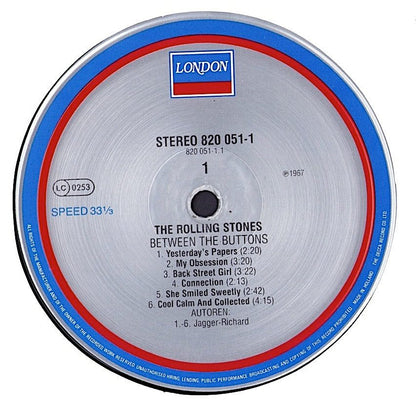 LONDON
STEREO 820 051-1
820 051-1.1
1
℗1967
LC 0253
SPEED 33⅓
THE ROLLING STONES
BETWEEN THE BUTTONS
1. Yesterday's Papers (2:20)
2. My Obsession (3:20)
3. Back Street Girl (3:22)
4. Connection (2:13)
5. She Smiled Sweetly (2:42)
6. Cool Calm And Collected (4:15)
AUTOREN:
1.-6. Jagger-Richard
ALL RIGHTS OF THE MANUFACTURER AND OF THE OWNER OF THE RECORDED WORK RESERVED. UNAUTHORISED HIRING, LENDING, PUBLIC PERFORMANCE, BROADCASTING AND COPYING OF THIS RECORD PROHIBITED. MADE IN HOLLAND. THE DECCA RECORD CO. LTD.